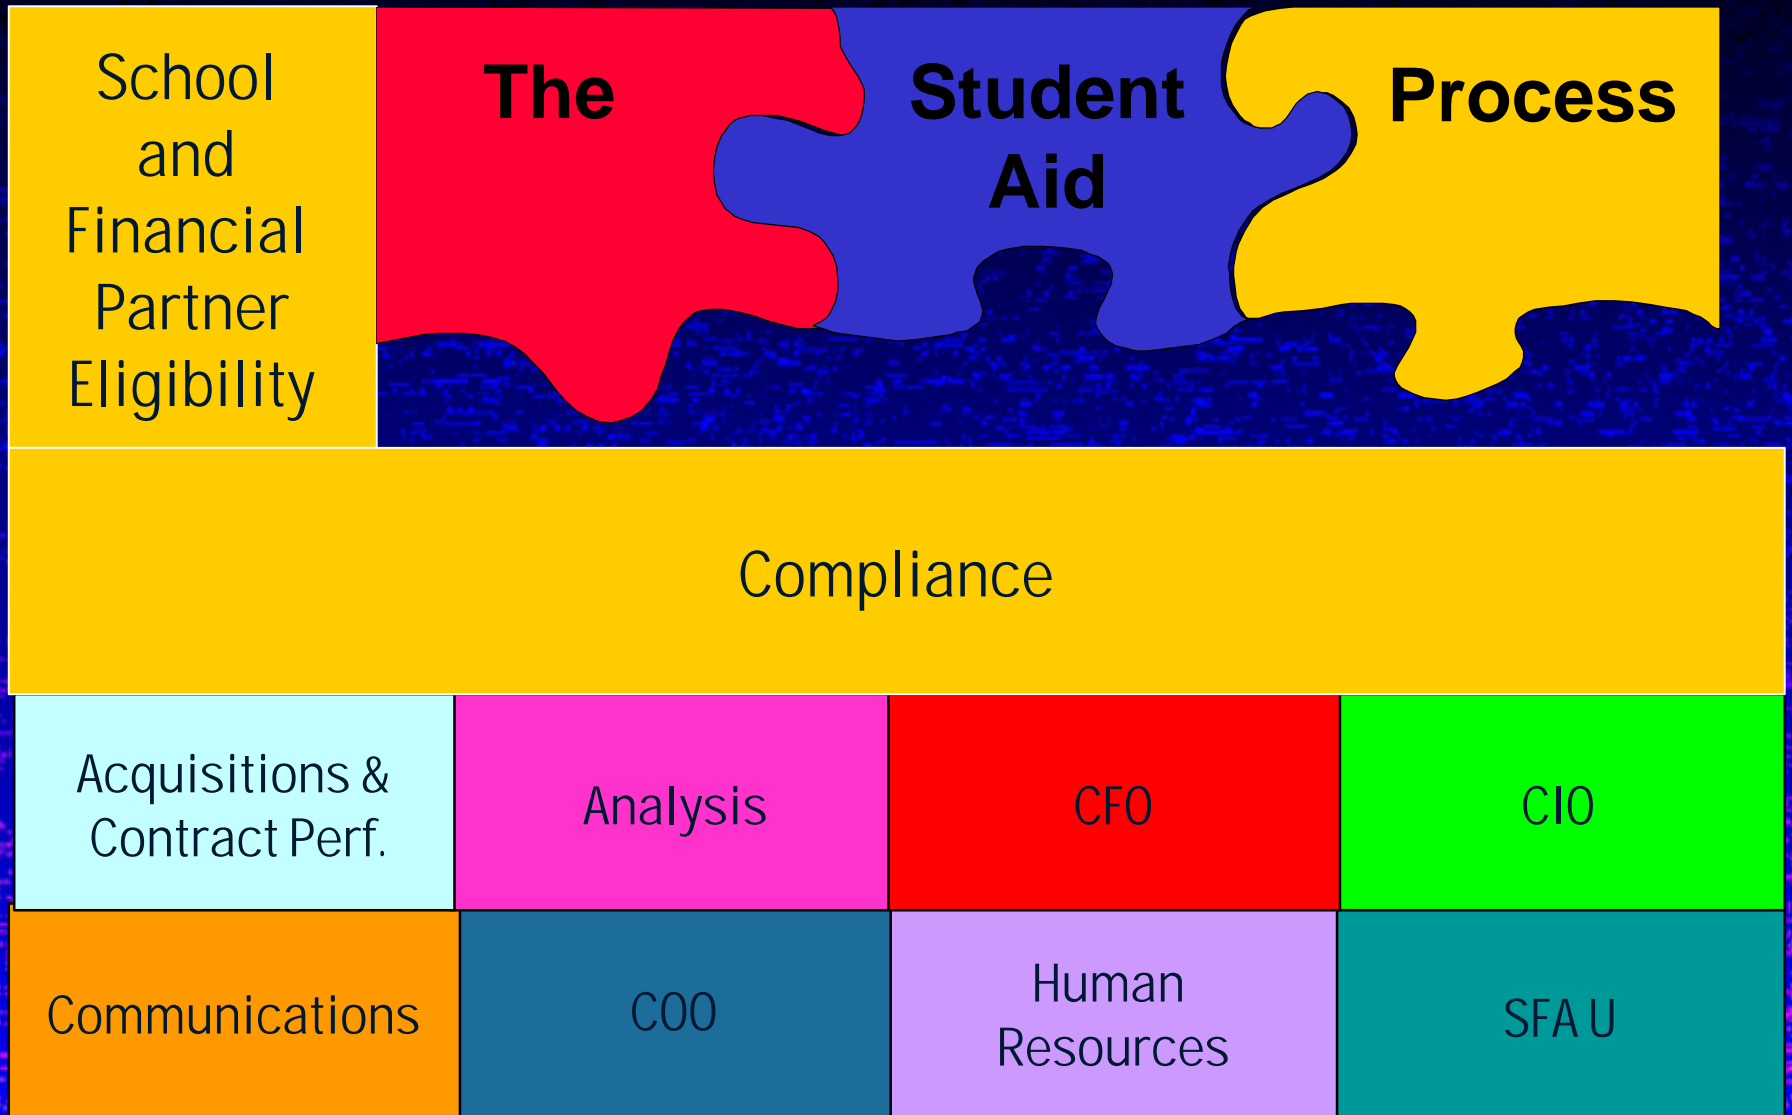 School
and
Financial
Partner
Eligibility
The
Student
Aid
Process
Compliance
Acquisitions &
Contract Perf.
Analysis
CFO
CIO
Communications
COO
Human
Resources
SFA U